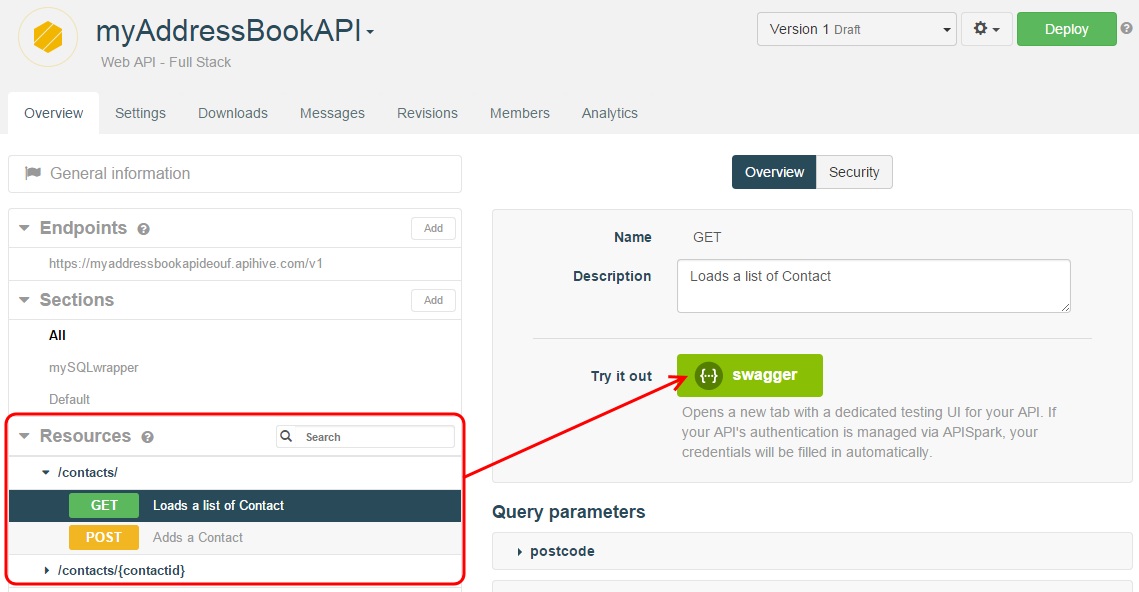 myAddressBookAPI
Web API - Full Stack
Version 1 Draft
Deploy
?
Overview
Settings
Downloads
Messages
Revisions
Members
Analytics
General information
Endpoints ?
Add
https://myaddressbookapideouf.apihive.com/v1
Sections
Add
All
mySQLwrapper
Default
Resources ?
Search
/contacts/
GET Loads a list of Contact
POST Adds a Contact
/contacts/{contactid}
Overview
Security
Name GET
Description Loads a list of Contact
Try it out {··} swagger
Opens a new tab with a dedicated testing UI for your API. If
your API's authentication is managed via APISpark, your
credentials will be filled in automatically.
Query parameters
postcode